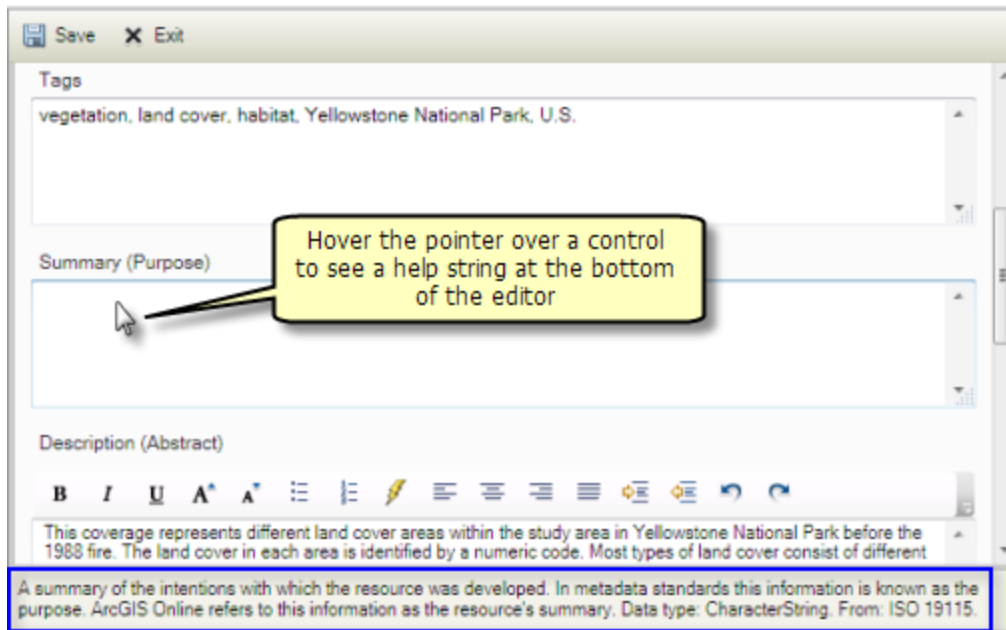 Save Exit
Tags
vegetation, land cover, habitat, Yellowstone National Park, U.S.
Hover the pointer over a control
to see a help string at the bottom
of the editor
Summary (Purpose)
Description (Abstract)
B I U A A
This coverage represents different land cover areas within the study area in Yellowstone National Park before the
1988 fire. The land cover in each area is identified by a numeric code. Most types of land cover consist of different
A summary of the intentions with which the resource was developed. In metadata standards this information is known as the
purpose. ArcGIS Online refers to this information as the resource's summary. Data type: CharacterString. From: ISO 19115.